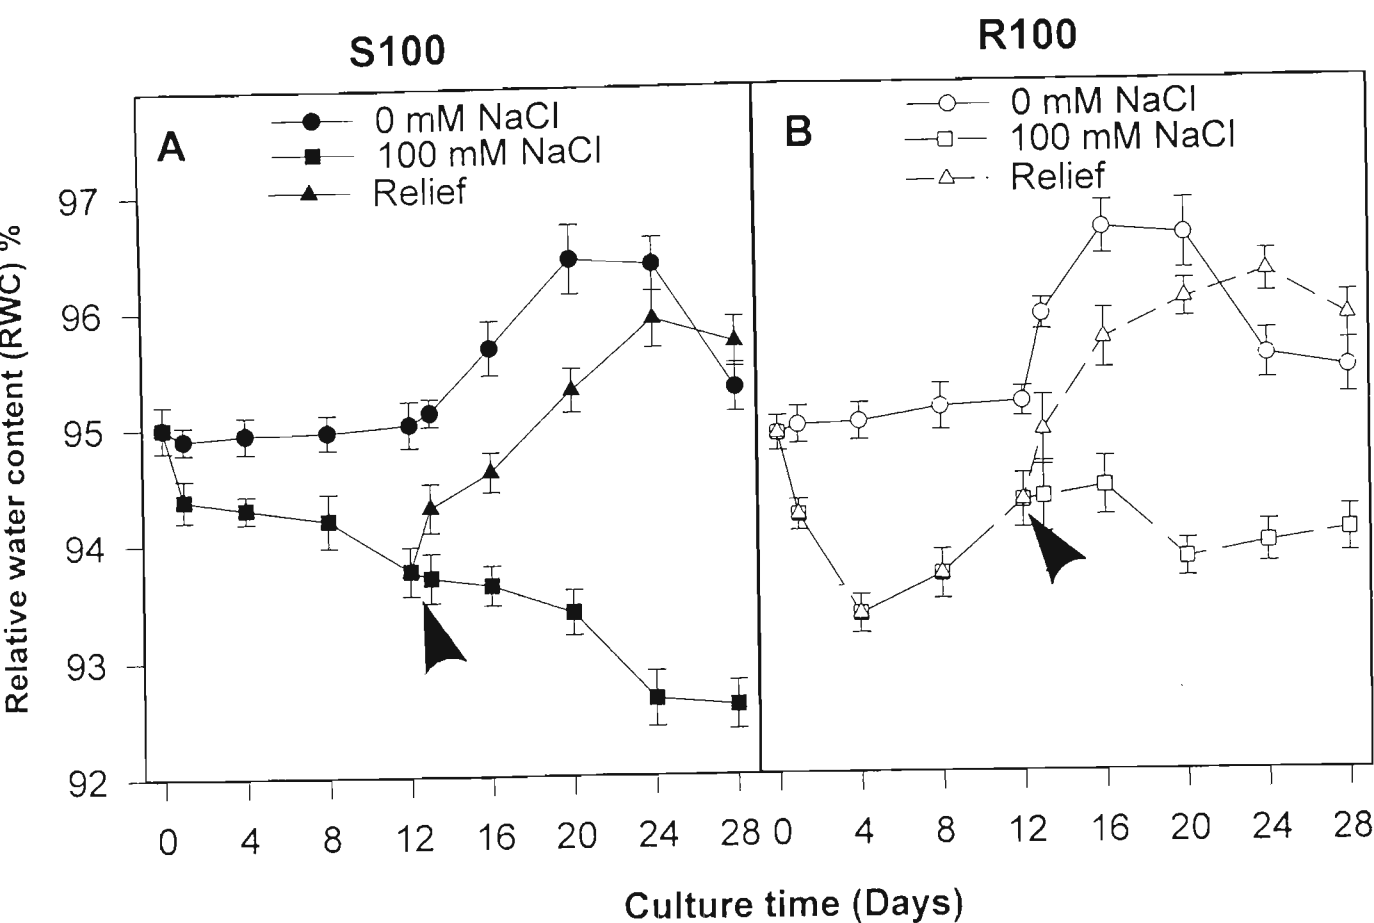 S100
R100
A
0 mM NaCl
100 mM NaCl
Relief
B
0 mM NaCl
100 mM NaCl
Relief
Relative water content (RWC) %
97
96
95
94
93
92
0 4 8 12 16 20 24 28
0 4 8 12 16 20 24 28
Culture time (Days)